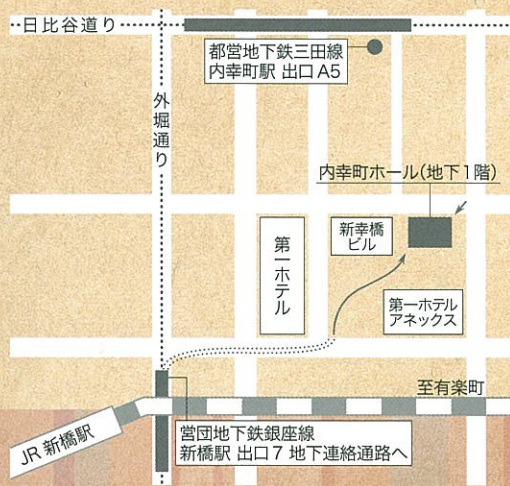 日比谷道り
都営地下鉄三田線
内幸町駅 出口A5
外堀通り
内幸町ホール(地下1階)
新幸橋
ビル
第一ホテル
第一ホテル
アネックス
至有楽町
JR 新橋駅
営団地下鉄銀座線
新橋駅 出口7 地下連絡通路へ